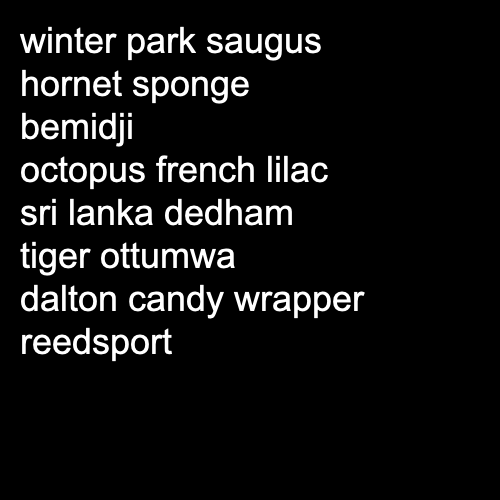 winter park saugus
hornet sponge
bemidji
octopus french lilac
sri lanka dedham
tiger ottumwa
dalton candy wrapper
reedsport